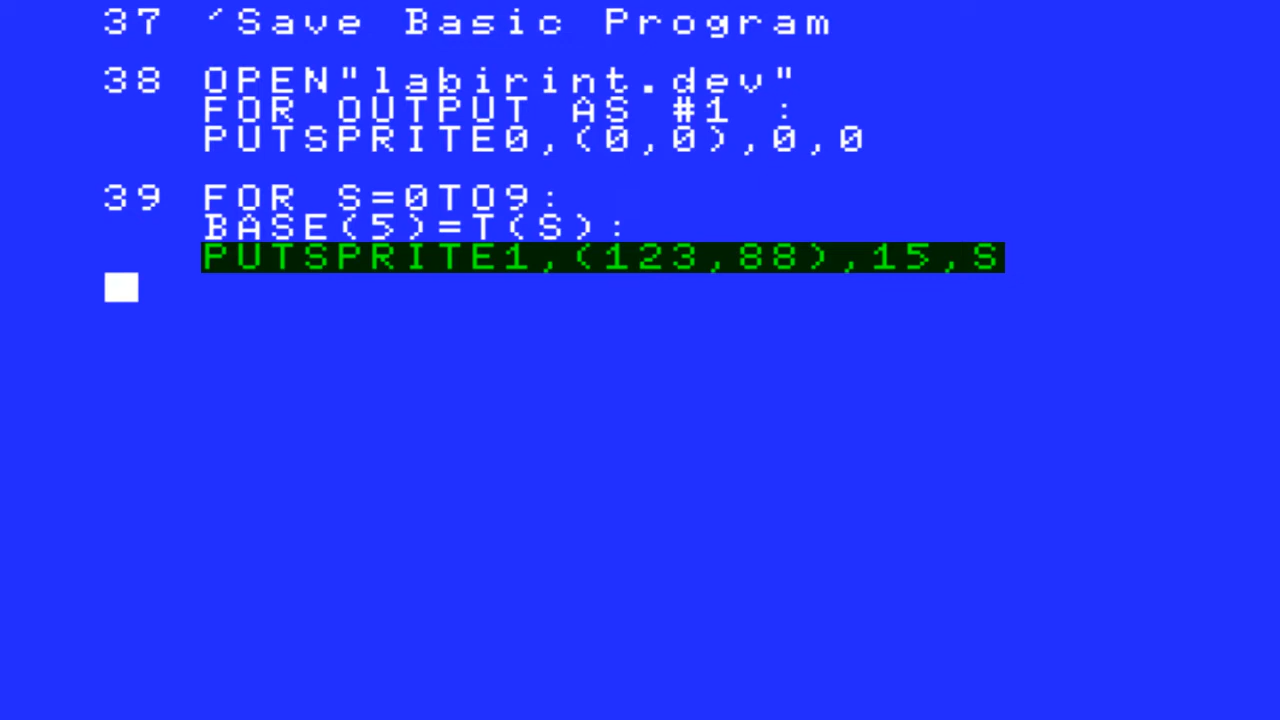 37 ´Save Basic Program
38 OPEN"labirint.dev"
FOR OUTPUT AS #1 :
PUTSPRITE0,(0,0),0,0
39 FOR S=0TO9:
BASE(5)=T(S):
PUTSPRITE1,(123,88),15,S